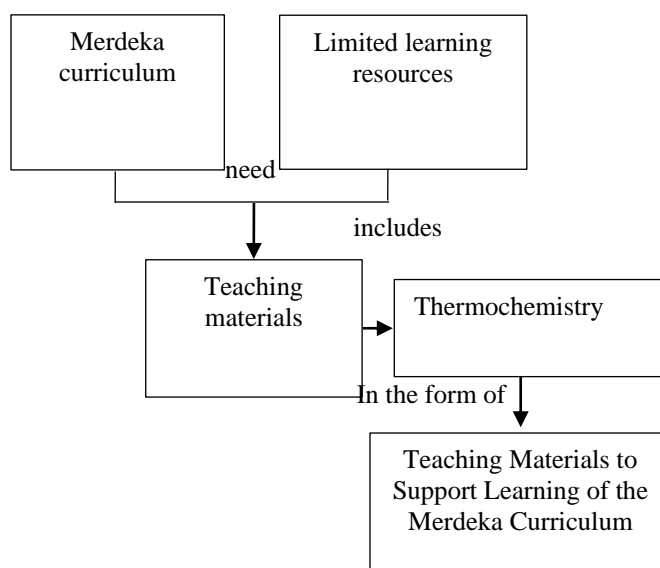 Merdeka
curriculum
Limited learning
resources
need
includes
Teaching
materials
Thermochemistry
In the form of
Teaching Materials to
Support Learning of the
Merdeka Curriculum